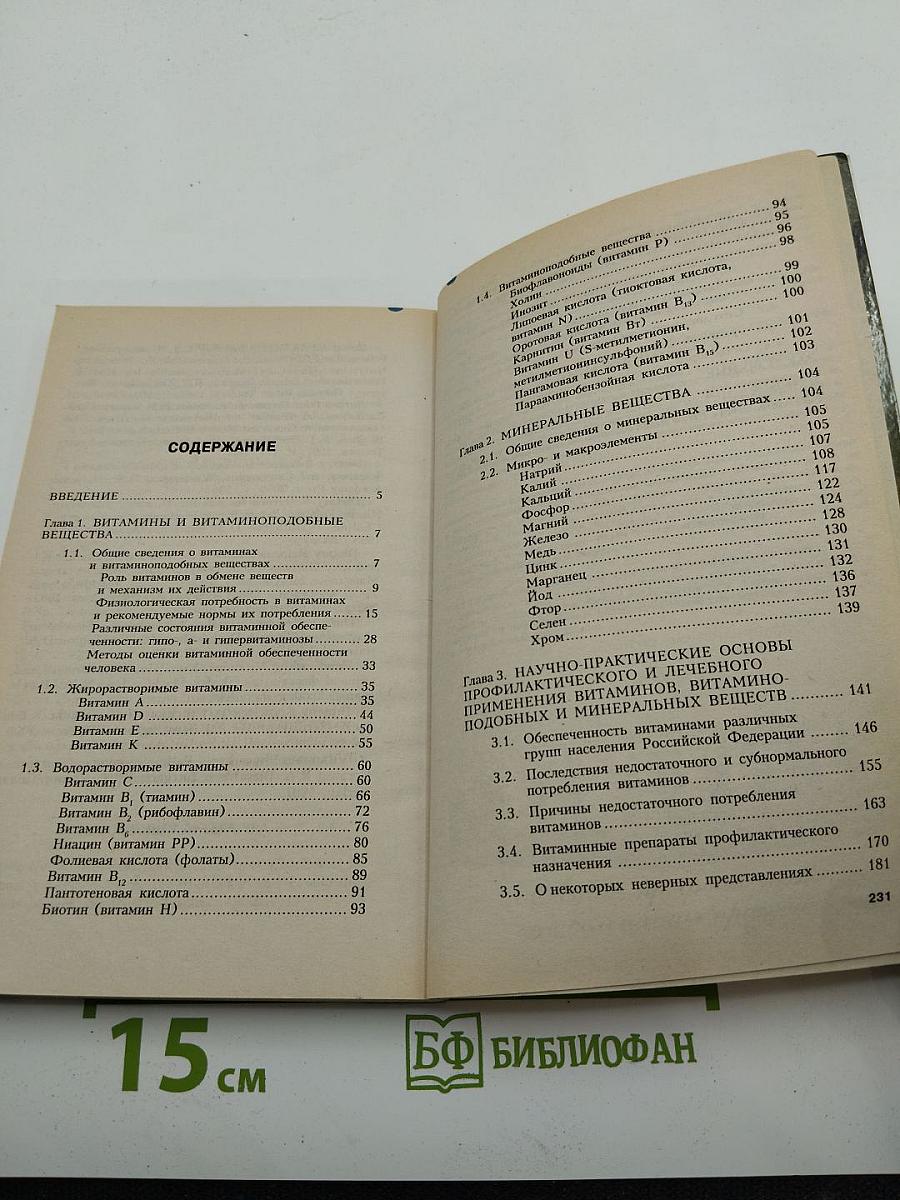 СОДЕРЖАНИЕ
ВВЕДЕНИЕ ... 5
Глава 1. ВИТАМИНЫ И ВИТАМИНОПОДОБНЫЕ
ВЕЩЕСТВА ... 7
1.1. Общие сведения о витаминах
и витаминоподобных веществах ... 7
Роль витаминов в обмене веществ
и механизм их действия ... 9
Физиологическая потребность в витаминах
и рекомендуемые нормы их потребления ... 15
Различные состояния витаминной обеспе-
ченности: гипо-, а- и гипервитаминозы ... 28
Методы оценки витаминной обеспеченности
человека ... 33
1.2. Жирорастворимые витамины ... 35
Витамин А ... 35
Витамин D ... 44
Витамин Е ... 50
Витамин К ... 55
1.3. Водорастворимые витамины ... 60
Витамин С ... 60
Витамин В1 (тиамин) ... 66
Витамин В2 (рибофлавин) ... 72
Витамин В6 ... 76
Ниацин (витамин РР) ... 80
Фолиевая кислота (фолаты) ... 85
Витамин В12 ... 89
Пантотеновая кислота ... 91
Биотин (витамин Н) ... 93
1.4. Витаминоподобные вещества ... 94
Биофлавоноиды (витамин Р) ... 95
Холин ... 96
Инозит ... 98
Липоевая кислота (тиоктовая кислота,
витамин N) ... 99
Оротовая кислота (витамин В13) ... 100
Карнитин (витамин Вт) ... 100
Витамин U (S-метилметионин,
метилметионинсульфоний) ... 101
Пангамовая кислота (витамин В15) ... 102
Парааминобензойная кислота ... 103
Глава 2. МИНЕРАЛЬНЫЕ ВЕЩЕСТВА ... 104
2.1. Общие сведения о минеральных веществах ... 104
2.2. Микро- и макроэлементы ... 105
Натрий ... 105
Калий ... 107
Кальций ... 108
Фосфор ... 117
Магний ... 122
Железо ... 124
Медь ... 128
Цинк ... 130
Марганец ... 131
Йод ... 132
Фтор ... 136
Селен ... 137
Хром ... 139
Глава 3. НАУЧНО-ПРАКТИЧЕСКИЕ ОСНОВЫ
ПРОФИЛАКТИЧЕСКОГО И ЛЕЧЕБНОГО
ПРИМЕНЕНИЯ ВИТАМИНОВ, ВИТАМИНО-
ПОДОБНЫХ И МИНЕРАЛЬНЫХ ВЕЩЕСТВ ... 141
3.1. Обеспеченность витаминами различных
групп населения Российской Федерации ... 146
3.2. Последствия недостаточного и субнормального
потребления витаминов ... 155
3.3. Причины недостаточного потребления
витаминов ... 163
3.4. Витаминные препараты профилактического
назначения ... 170
3.5. О некоторых неверных представлениях ... 181
231
15 см
БФ БИБЛИОФАН